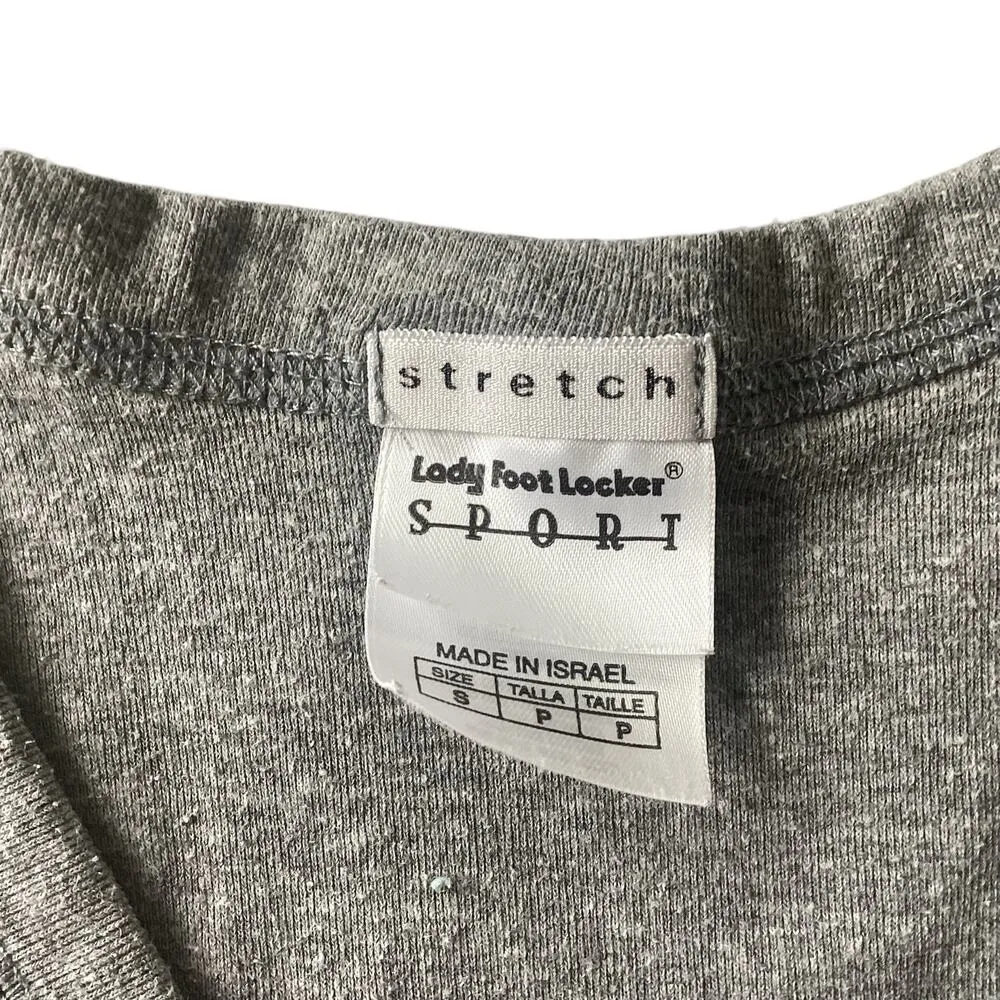 stretch
Lady Foot Locker®
SPORT
MADE IN ISRAEL
SIZE TALLA TAILLE
S P P